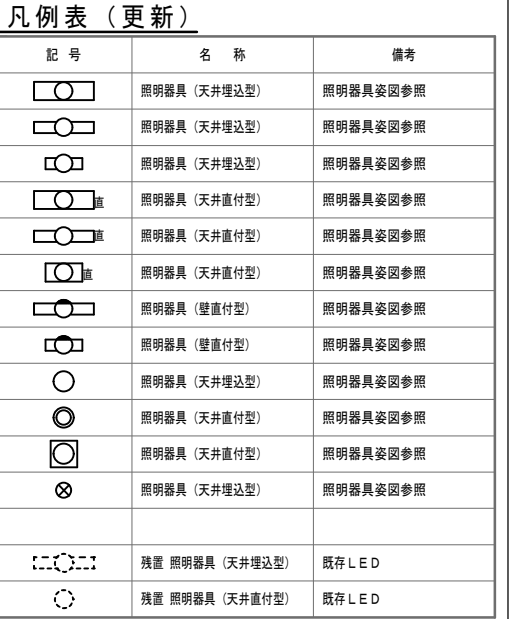 凡例表（更新）
記号 名称 備考
照明器具（天井埋込型） 照明器具姿図参照
照明器具（天井埋込型） 照明器具姿図参照
照明器具（天井埋込型） 照明器具姿図参照
直 照明器具（天井直付型） 照明器具姿図参照
直 照明器具（天井直付型） 照明器具姿図参照
直 照明器具（天井直付型） 照明器具姿図参照
照明器具（壁直付型） 照明器具姿図参照
照明器具（壁直付型） 照明器具姿図参照
照明器具（天井埋込型） 照明器具姿図参照
照明器具（天井直付型） 照明器具姿図参照
照明器具（天井直付型） 照明器具姿図参照
照明器具（天井埋込型） 照明器具姿図参照
残置 照明器具（天井埋込型） 既存ＬＥＤ
残置 照明器具（天井直付型） 既存ＬＥＤ